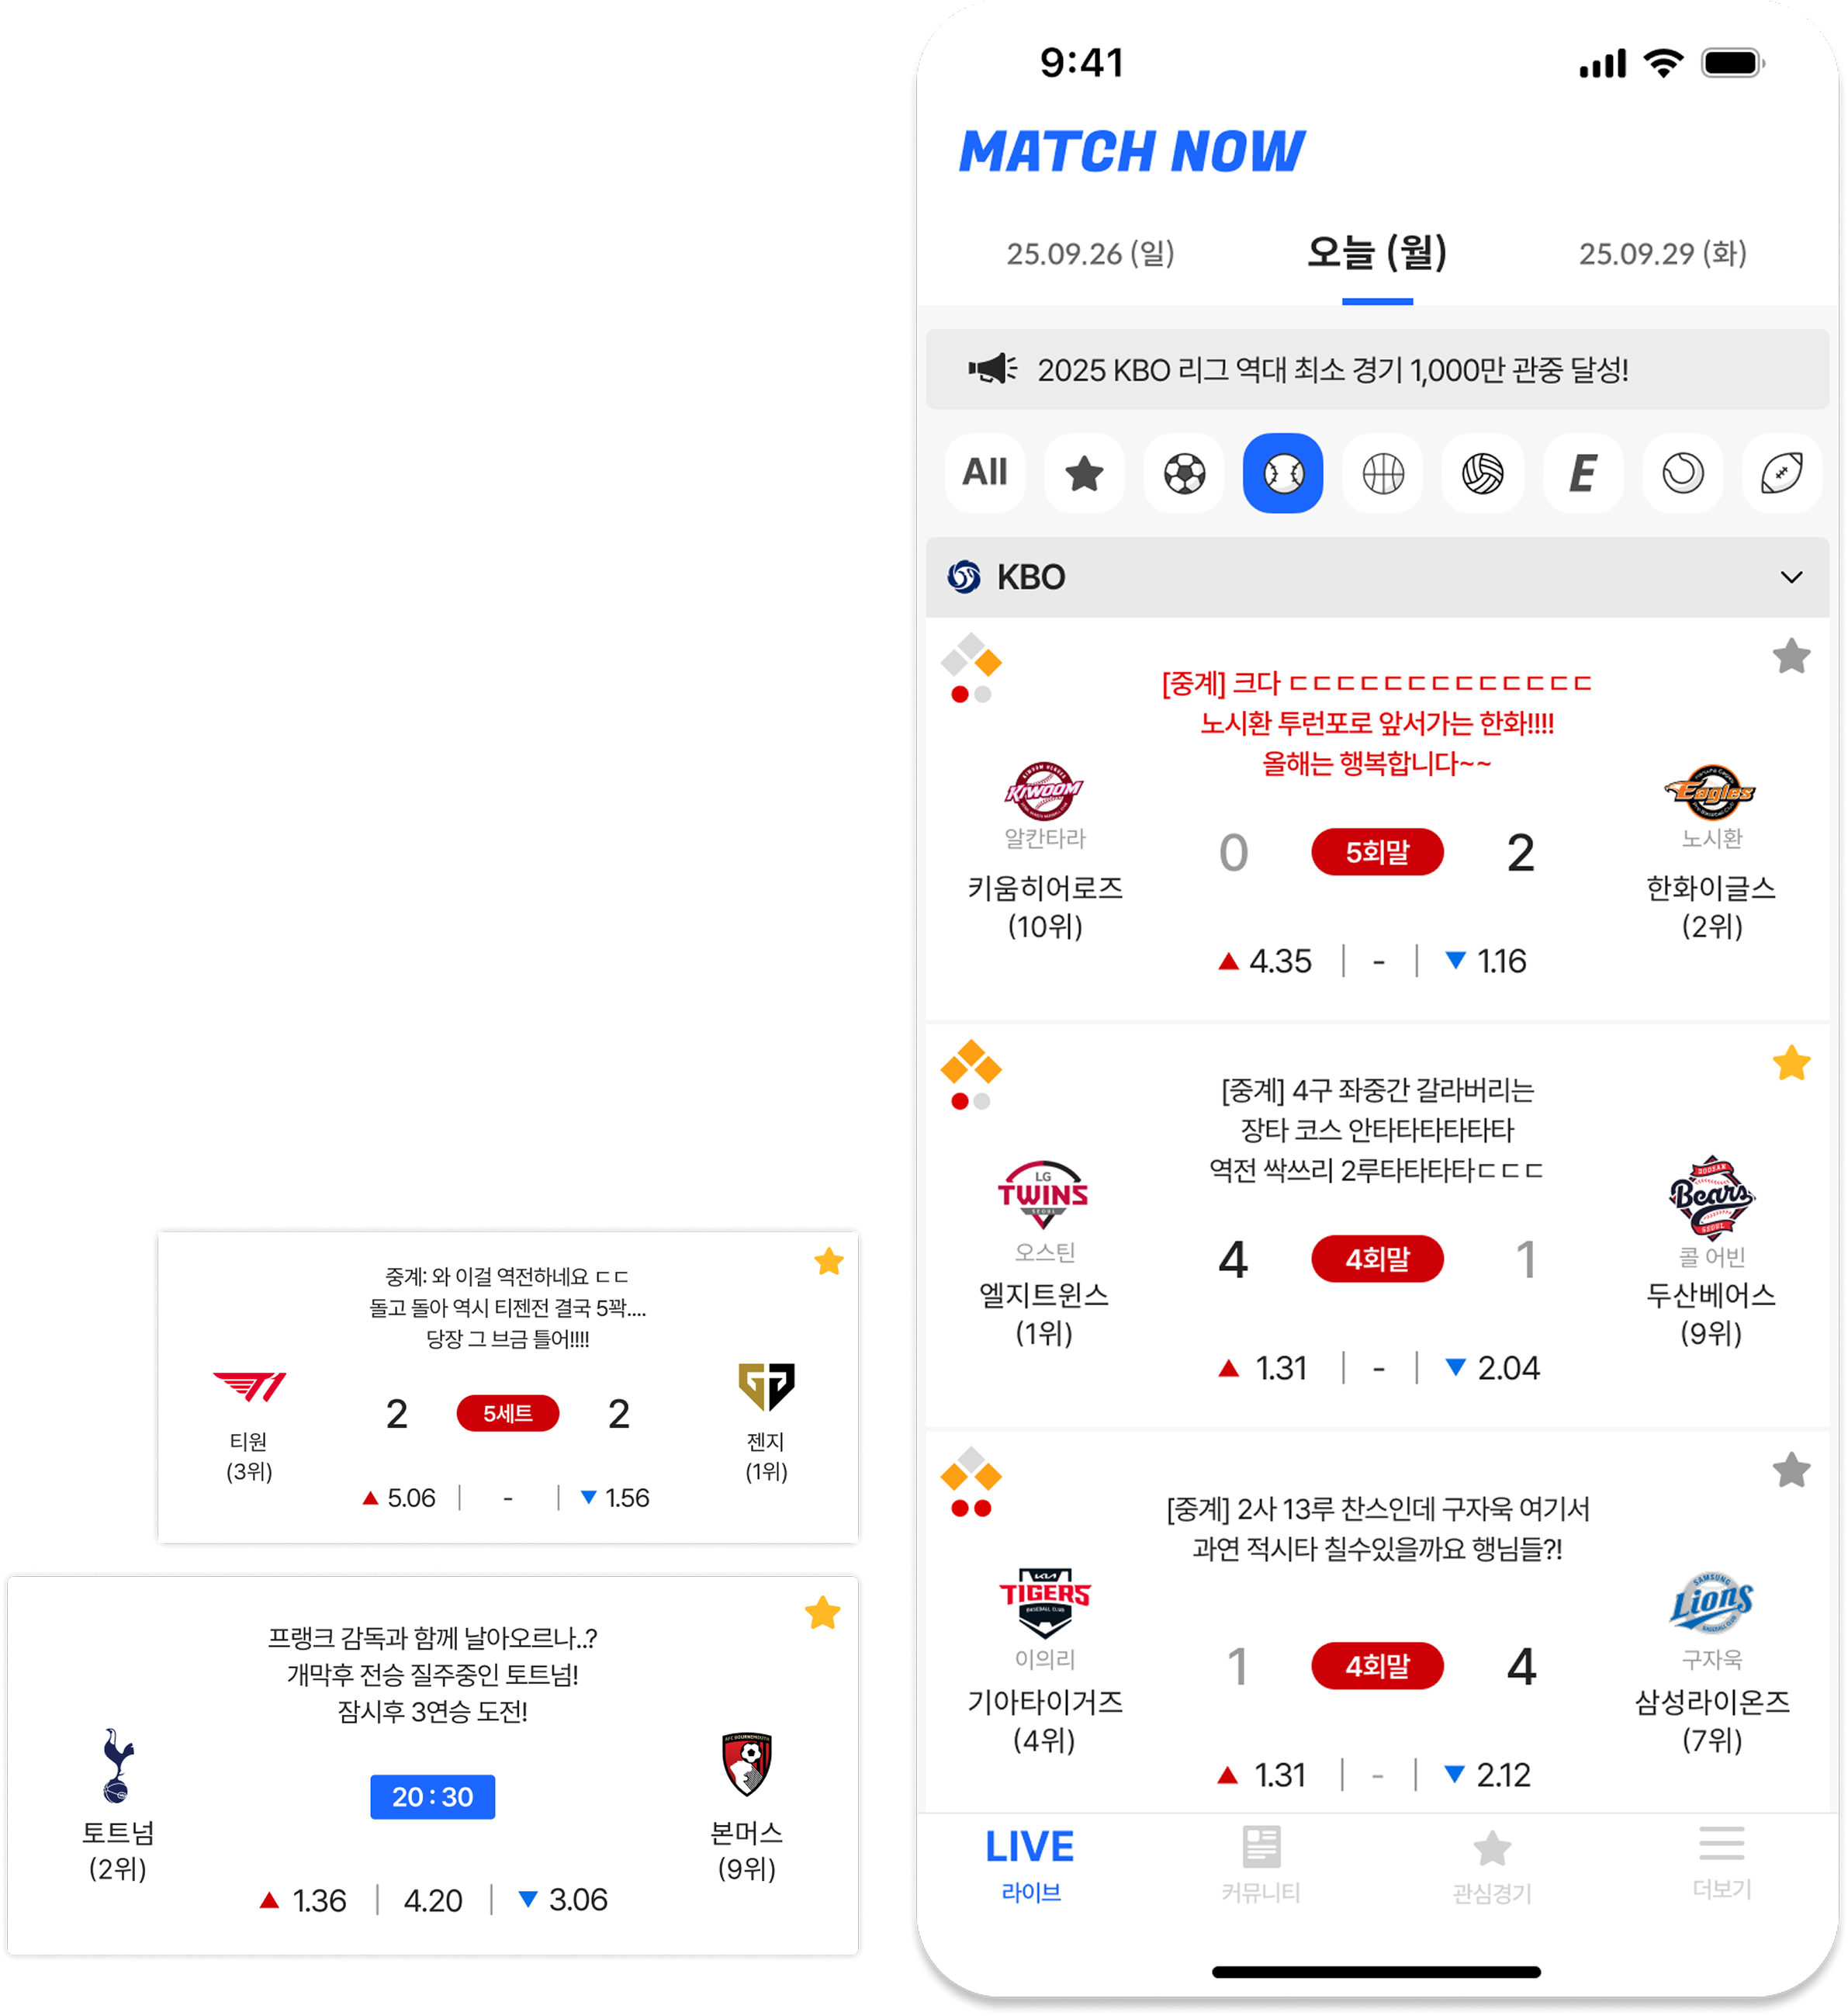 중계: 와 이걸 역전하네요 ㄷㄷ
돌고 돌아 역시 티젠전 결국 5꽉....
당장 그 브금 틀어!!!!
2
5세트
2
티원
(3위)
젠지
(1위)
▲ 5.06 | - | ▼ 1.56
프랭크 감독과 함께 날아오르나..?
개막후 전승 질주중인 토트넘!
잠시후 3연승 도전!
20 : 30
토트넘
(2위)
본머스
(9위)
▲ 1.36 | 4.20 | ▼ 3.06
9:41
MATCH NOW
25.09.26 (일)
오늘 (월)
25.09.29 (화)
2025 KBO 리그 역대 최소 경기 1,000만 관중 달성!
All
E
KBO
[중계] 크다 ㄷㄷㄷㄷㄷㄷㄷㄷㄷㄷㄷㄷㄷ
노시환 투런포로 앞서가는 한화!!!!
올해는 행복합니다~~
KIWOOM
Eagles
알칸타라
노시환
0
5회말
2
키움히어로즈
(10위)
한화이글스
(2위)
▲ 4.35 | - | ▼ 1.16
[중계] 4구 좌중간 갈라버리는
장타 코스 안타타타타타타
역전 싹쓰리 2루타타타타ㄷㄷㄷ
LG
TWINS
SEOUL
DOOSAN
Bears
SEOUL
오스틴
콜 어빈
4
4회말
1
엘지트윈스
(1위)
두산베어스
(9위)
▲ 1.31 | - | ▼ 2.04
[중계] 2사 13루 찬스인데 구자욱 여기서
과연 적시타 칠수있을까요 행님들?!
KIA
TIGERS
BASEBALL CLUB
SAMSUNG
Lions
이의리
구자욱
1
4회말
4
기아타이거즈
(4위)
삼성라이온즈
(7위)
▲ 1.31 | - | ▼ 2.12
LIVE
라이브
커뮤니티
관심경기
더보기